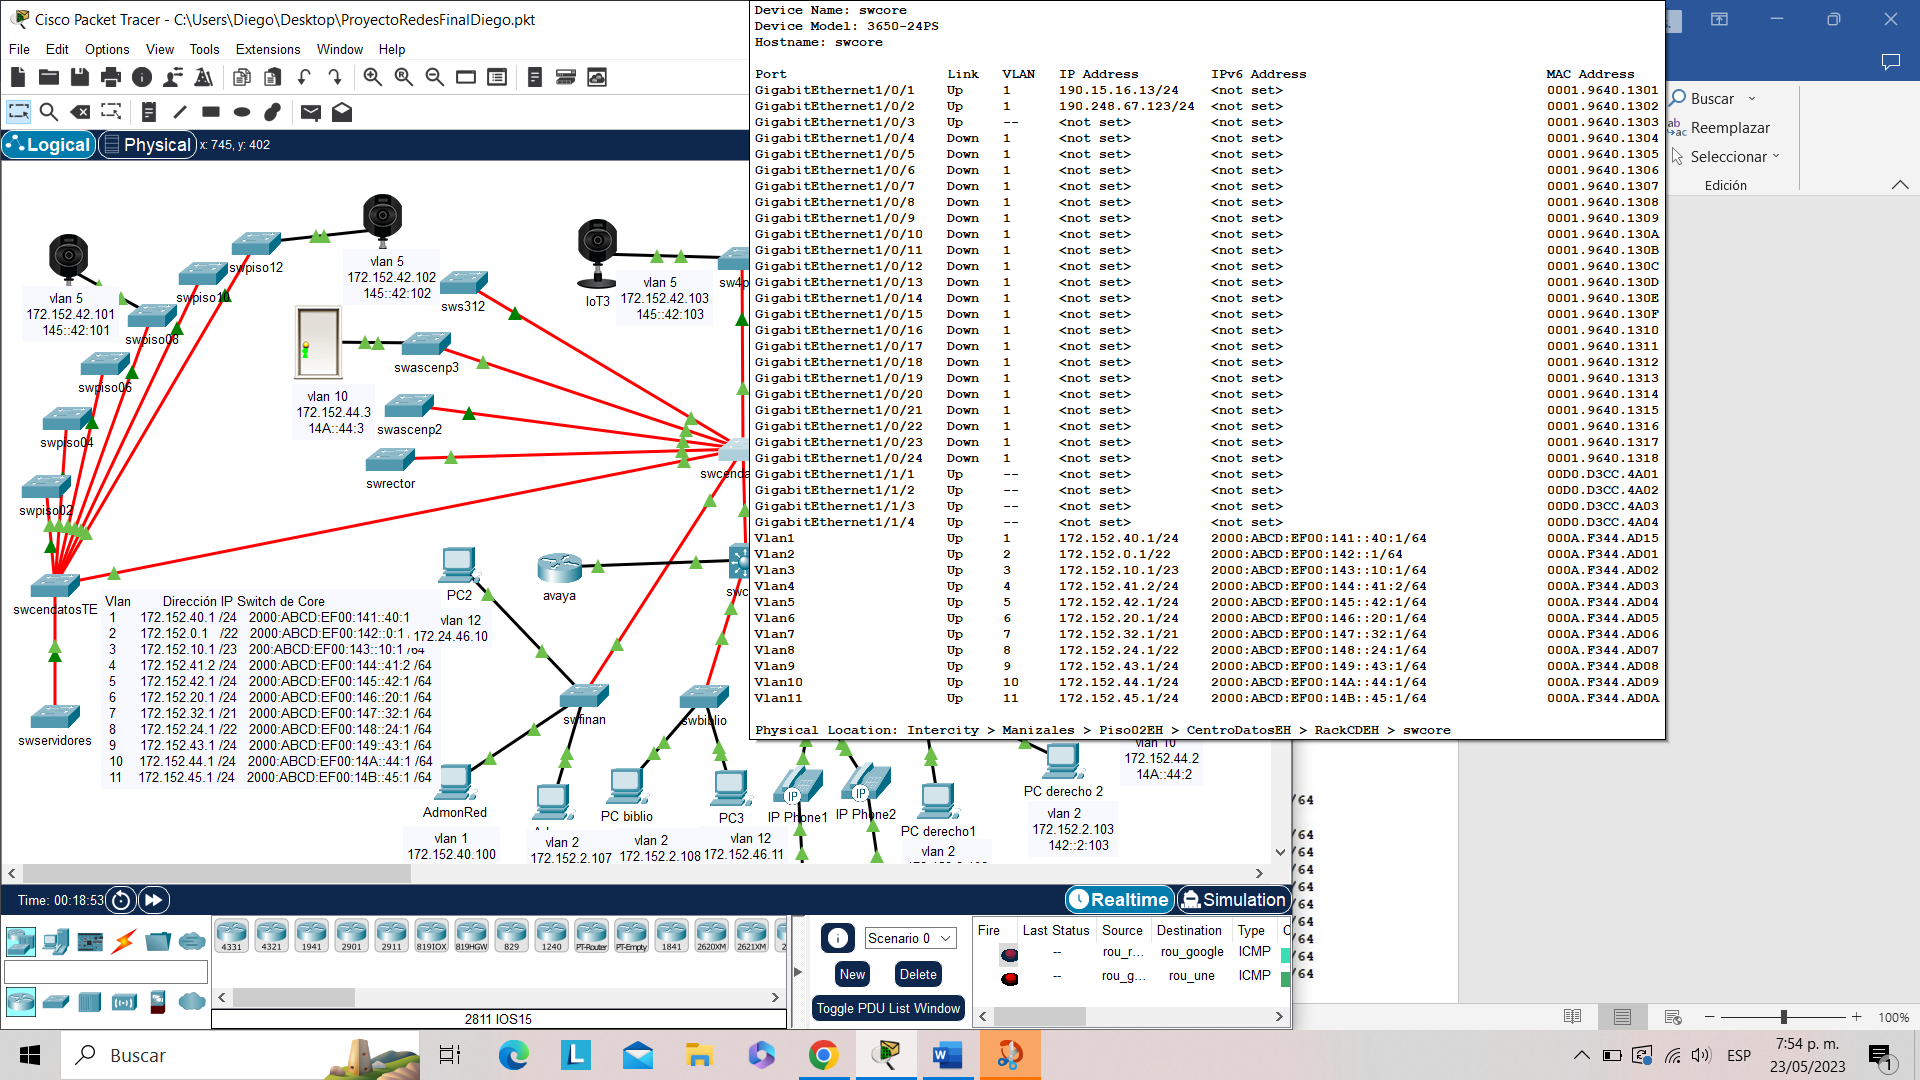 Cisco Packet Tracer - C:\Users\Diego\Desktop\ProyectoRedesFinalDiego.pkt
File Edit Options View Tools Extensions Window Help
Logical
Physical
x: 745, y: 402
Device Name: swcore
Device Model: 3650-24PS
Hostname: swcore
Port Link VLAN IP Address IPv6 Address MAC Address
GigabitEthernet1/0/1 Up 1 190.15.16.13/24 <not set> 0001.9640.1301
GigabitEthernet1/0/2 Up 1 190.248.67.123/24 <not set> 0001.9640.1302
GigabitEthernet1/0/3 Up -- <not set> <not set> 0001.9640.1303
GigabitEthernet1/0/4 Down 1 <not set> <not set> 0001.9640.1304
GigabitEthernet1/0/5 Down 1 <not set> <not set> 0001.9640.1305
GigabitEthernet1/0/6 Down 1 <not set> <not set> 0001.9640.1306
GigabitEthernet1/0/7 Down 1 <not set> <not set> 0001.9640.1307
GigabitEthernet1/0/8 Down 1 <not set> <not set> 0001.9640.1308
GigabitEthernet1/0/9 Down 1 <not set> <not set> 0001.9640.1309
GigabitEthernet1/0/10 Down 1 <not set> <not set> 0001.9640.130A
GigabitEthernet1/0/11 Down 1 <not set> <not set> 0001.9640.130B
GigabitEthernet1/0/12 Down 1 <not set> <not set> 0001.9640.130C
GigabitEthernet1/0/13 Down 1 <not set> <not set> 0001.9640.130D
GigabitEthernet1/0/14 Down 1 <not set> <not set> 0001.9640.130E
GigabitEthernet1/0/15 Down 1 <not set> <not set> 0001.9640.130F
GigabitEthernet1/0/16 Down 1 <not set> <not set> 0001.9640.1310
GigabitEthernet1/0/17 Down 1 <not set> <not set> 0001.9640.1311
GigabitEthernet1/0/18 Down 1 <not set> <not set> 0001.9640.1312
GigabitEthernet1/0/19 Down 1 <not set> <not set> 0001.9640.1313
GigabitEthernet1/0/20 Down 1 <not set> <not set> 0001.9640.1314
GigabitEthernet1/0/21 Down 1 <not set> <not set> 0001.9640.1315
GigabitEthernet1/0/22 Down 1 <not set> <not set> 0001.9640.1316
GigabitEthernet1/0/23 Down 1 <not set> <not set> 0001.9640.1317
GigabitEthernet1/0/24 Down 1 <not set> <not set> 0001.9640.1318
GigabitEthernet1/1/1 Up -- <not set> <not set> 00D0.D3CC.4A01
GigabitEthernet1/1/2 Up -- <not set> <not set> 00D0.D3CC.4A02
GigabitEthernet1/1/3 Up -- <not set> <not set> 00D0.D3CC.4A03
GigabitEthernet1/1/4 Up -- <not set> <not set> 00D0.D3CC.4A04
Vlan1 Up 1 172.152.40.1/24 2000:ABCD:EF00:141::40:1/64 000A.F344.AD15
Vlan2 Up 2 172.152.0.1/22 2000:ABCD:EF00:142::1/64 000A.F344.AD01
Vlan3 Up 3 172.152.10.1/23 2000:ABCD:EF00:143::10:1/64 000A.F344.AD02
Vlan4 Up 4 172.152.41.2/24 2000:ABCD:EF00:144::41:2/64 000A.F344.AD03
Vlan5 Up 5 172.152.42.1/24 2000:ABCD:EF00:145::42:1/64 000A.F344.AD04
Vlan6 Up 6 172.152.20.1/24 2000:ABCD:EF00:146::20:1/64 000A.F344.AD05
Vlan7 Up 7 172.152.32.1/21 2000:ABCD:EF00:147::32:1/64 000A.F344.AD06
Vlan8 Up 8 172.152.24.1/22 2000:ABCD:EF00:148::24:1/64 000A.F344.AD07
Vlan9 Up 9 172.152.43.1/24 2000:ABCD:EF00:149::43:1/64 000A.F344.AD08
Vlan10 Up 10 172.152.44.1/24 2000:ABCD:EF00:14A::44:1/64 000A.F344.AD09
Vlan11 Up 11 172.152.45.1/24 2000:ABCD:EF00:14B::45:1/64 000A.F344.AD0A
Physical Location: Intercity > Manizales > Piso02EH > CentroDatosEH > RackCDEH > swcore
Buscar
Reemplazar
Seleccionar
Edición
vlan 5
172.152.42.101
145::42:101
swpiso12
swpiso10
swpiso08
swpiso06
swpiso04
swpiso02
vlan 5
172.152.42.102
145::42:102
sws312
IoT3
vlan 5
172.152.42.103
145::42:103
sw4p
swascenp3
vlan 10
172.152.44.3
14A::44:3
swascenp2
swrector
swcenda
swcendatosTE
PC2
avaya
swc
vlan 12
172.24.46.10
Vlan Dirección IP Switch de Core
1 172.152.40.1 /24 2000:ABCD:EF00:141::40:1
2 172.152.0.1 /22 2000:ABCD:EF00:142::0:1 /
3 172.152.10.1 /23 200:ABCD:EF00:143::10:1 /64
4 172.152.41.2 /24 2000:ABCD:EF00:144::41:2 /64
5 172.152.42.1 /24 2000:ABCD:EF00:145::42:1 /64
6 172.152.20.1 /24 2000:ABCD:EF00:146::20:1 /64
7 172.152.32.1 /21 2000:ABCD:EF00:147::32:1 /64
8 172.152.24.1 /22 2000:ABCD:EF00:148::24:1 /64
9 172.152.43.1 /24 2000:ABCD:EF00:149::43:1 /64
10 172.152.44.1 /24 2000:ABCD:EF00:14A::44:1 /64
11 172.152.45.1 /24 2000:ABCD:EF00:14B::45:1 /64
swservidores
swfinan
swbiblio
AdmonRed
vlan 1
172.152.40.100
vlan 2
172.152.2.107
PC biblio
vlan 2
172.152.2.108
PC3
vlan 12
172.152.46.11
IP
IP Phone1
IP
IP Phone2
PC derecho1
vlan 2
PC derecho 2
vlan 2
172.152.2.103
142::2:103
vlan 10
172.152.44.2
14A::44:2
/64
/64
/64
/64
/64
/64
/64
/64
/64
/64
Time: 00:18:53
Realtime
Simulation
4331 4321 1941 2901 2911 819IOX 819HGW 829 1240 PT-Router PT-Empty 1841 2620XM 2621XM
2811 IOS15
Scenario 0
New
Delete
Toggle PDU List Window
Fire Last Status Source Destination Type C
-- rou_r... rou_google ICMP
-- rou_g... rou_une ICMP
100%
Buscar
ESP
7:54 p. m.
23/05/2023
1